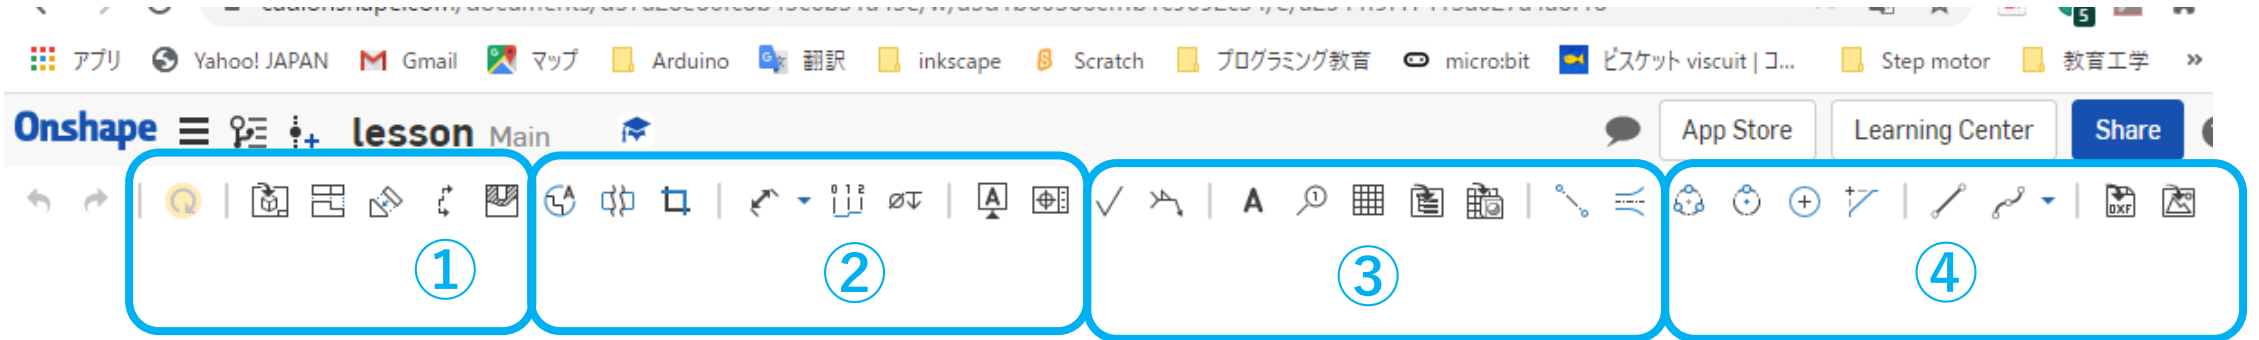 アプリ Yahoo! JAPAN Gmail マップ Arduino 翻訳 inkscape Scratch プログラミング教育 micro:bit ビスケット viscuit | コ... Step motor 教育工学 »
Onshape lesson Main App Store Learning Center Share
A A 1 A DXF
① ② ③ ④